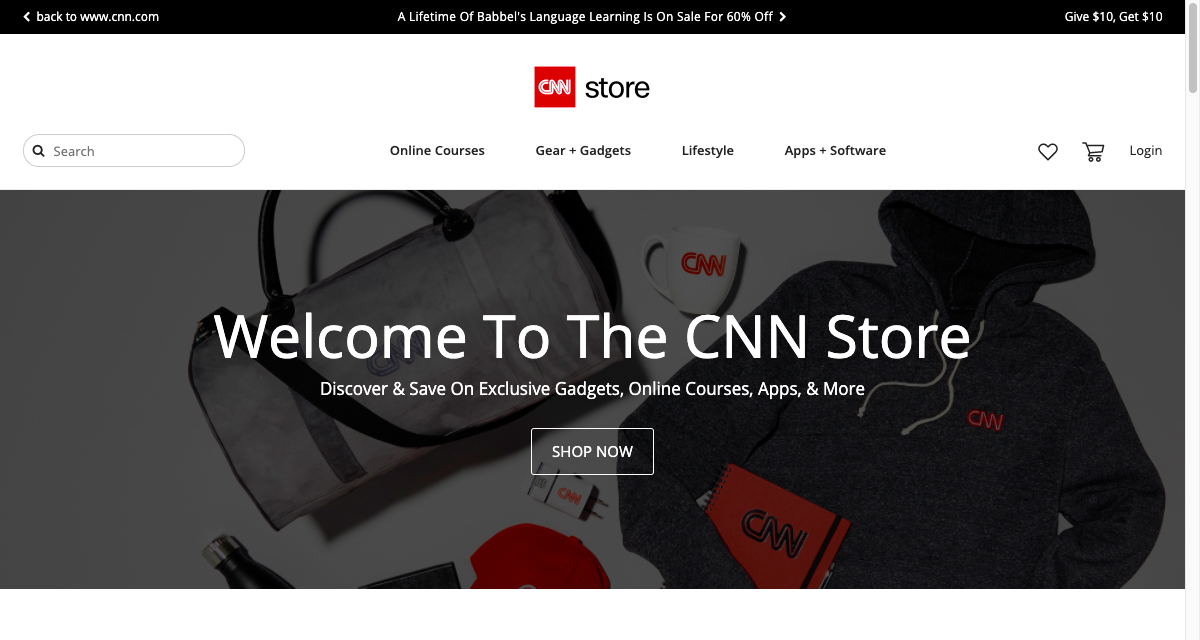 back to www.cnn.com
A Lifetime Of Babbel's Language Learning Is On Sale For 60% Off
Give $10, Get $10
CNN store
Search
Online Courses
Gear + Gadgets
Lifestyle
Apps + Software
Login
CNN
Welcome To The CNN Store
Discover & Save On Exclusive Gadgets, Online Courses, Apps, & More
CNN
SHOP NOW
CNN
CNN